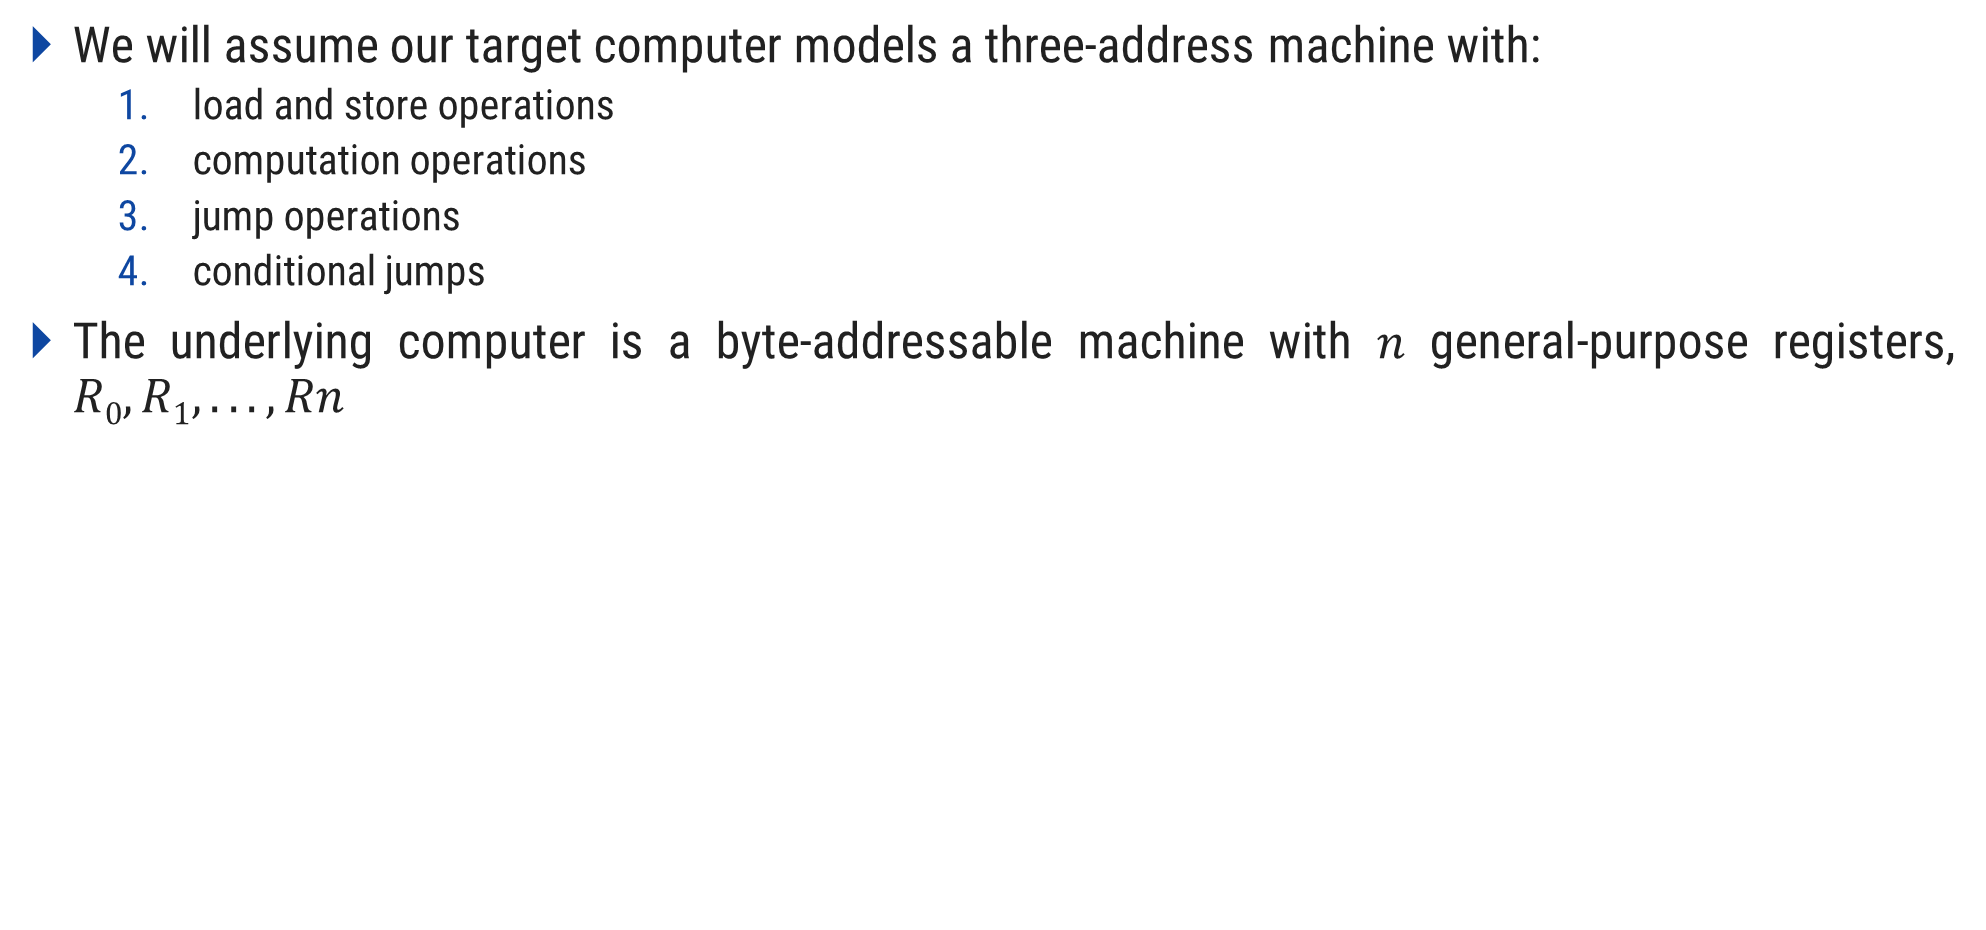 We will assume our target computer models a three-address machine with:
1. load and store operations
2. computation operations
3. jump operations
4. conditional jumps
The underlying computer is a byte-addressable machine with n general-purpose registers,
R₀, R₁, . . . , Rn